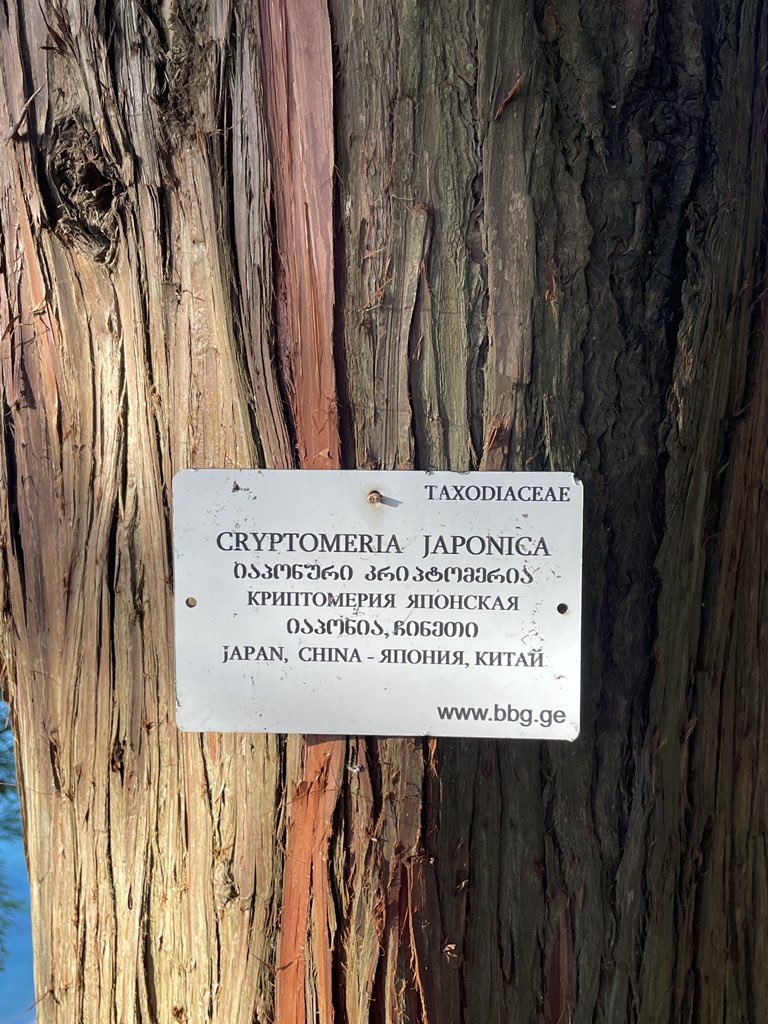 TAXODIACEAE
CRYPTOMERIA JAPONICA
ᲘᲐᲞᲝᲜᲣᲠᲘ ᲙᲠᲘᲞᲢᲝᲛᲔᲠᲘᲐ
КРИПТОМЕРИЯ ЯПОНСКАЯ
ᲘᲐᲞᲝᲜᲘᲐ, ᲩᲘᲜᲔᲗᲘ
jAPAN, CHINA - ЯПОНИЯ, КИТАЙ
www.bbg.ge